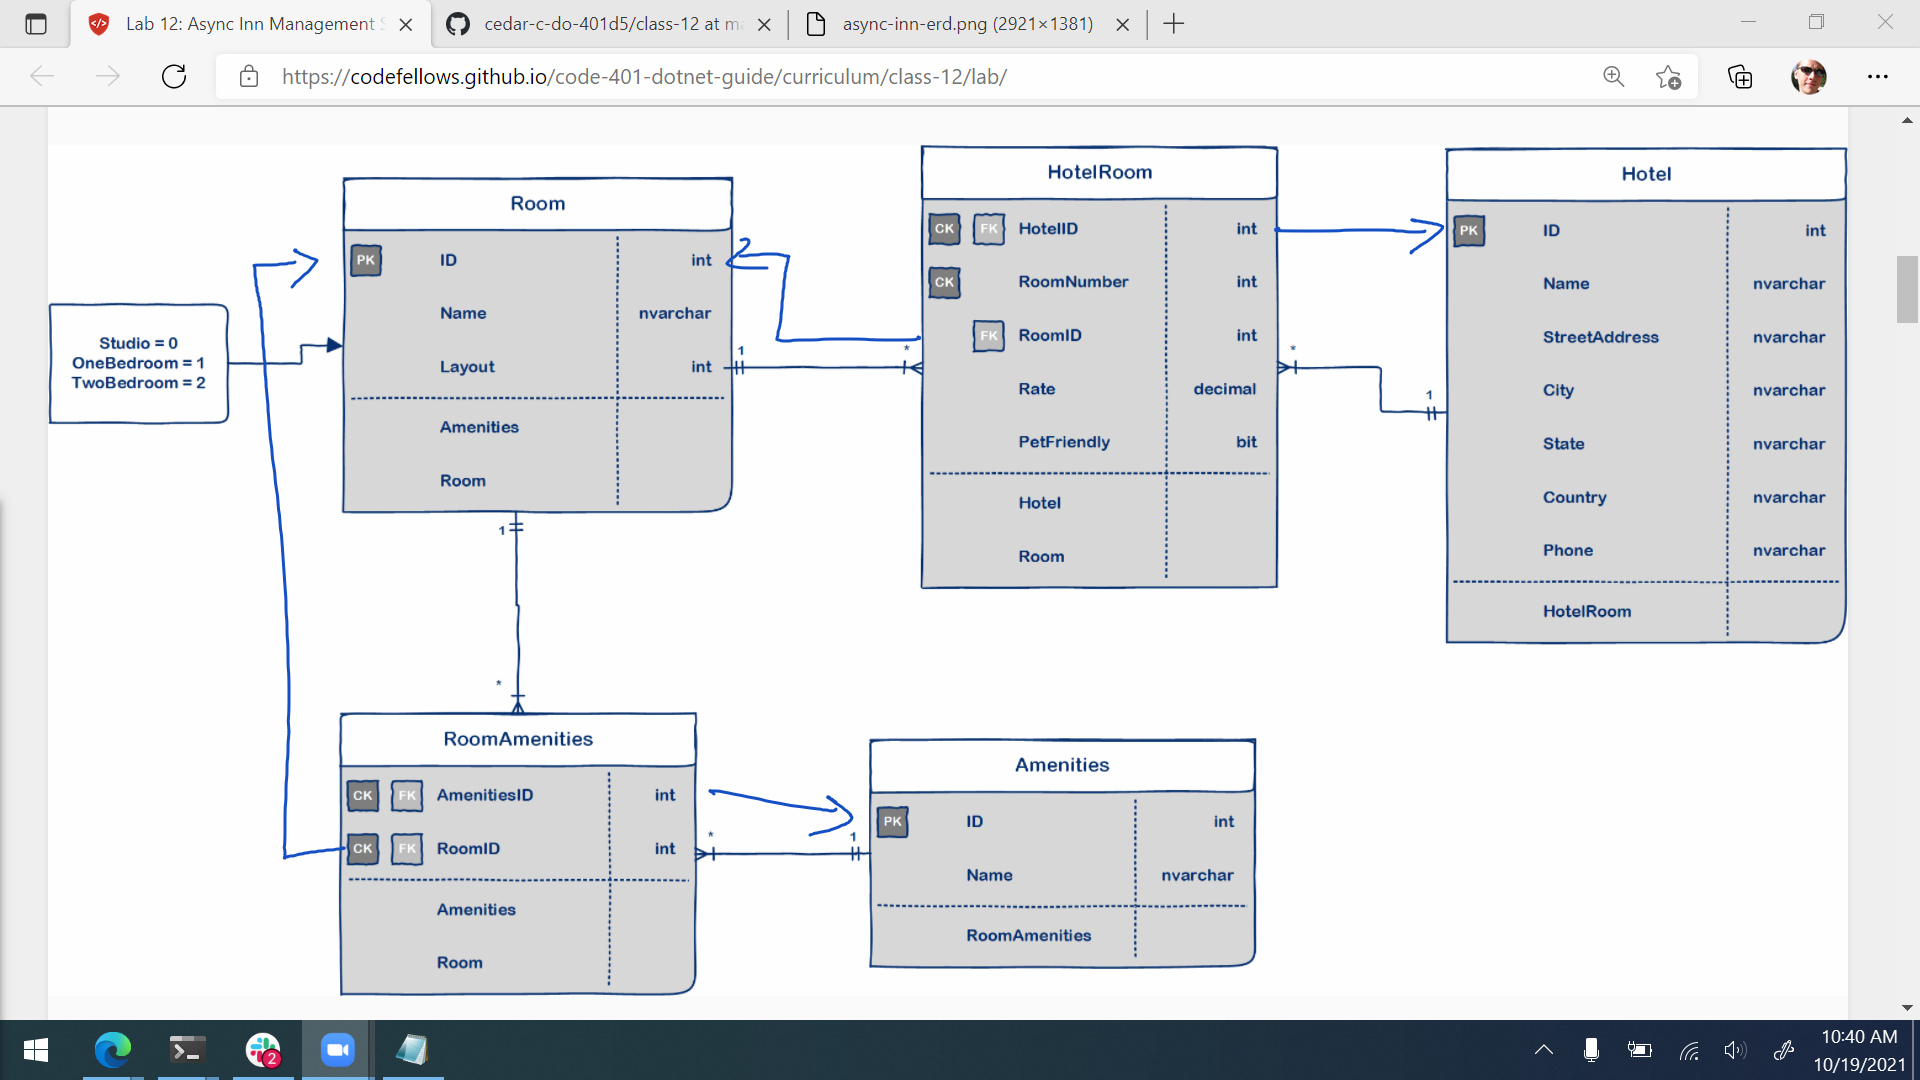 Lab 12: Async Inn Management S
cedar-c-do-401d5/class-12 at ma
async-inn-erd.png (2921×1381)
https://codefellows.github.io/code-401-dotnet-guide/curriculum/class-12/lab/
Studio = 0
OneBedroom = 1
TwoBedroom = 2
Room
PK ID int
Name nvarchar
Layout int
Amenities
Room
1
*
HotelRoom
CK FK HotelID int
CK RoomNumber int
FK RoomID int
Rate decimal
PetFriendly bit
Hotel
Room
*
1
Hotel
PK ID int
Name nvarchar
StreetAddress nvarchar
City nvarchar
State nvarchar
Country nvarchar
Phone nvarchar
HotelRoom
1
*
RoomAmenities
CK FK AmenitiesID int
CK FK RoomID int
Amenities
Room
*
1
Amenities
PK ID int
Name nvarchar
RoomAmenities
2
10:40 AM
10/19/2021